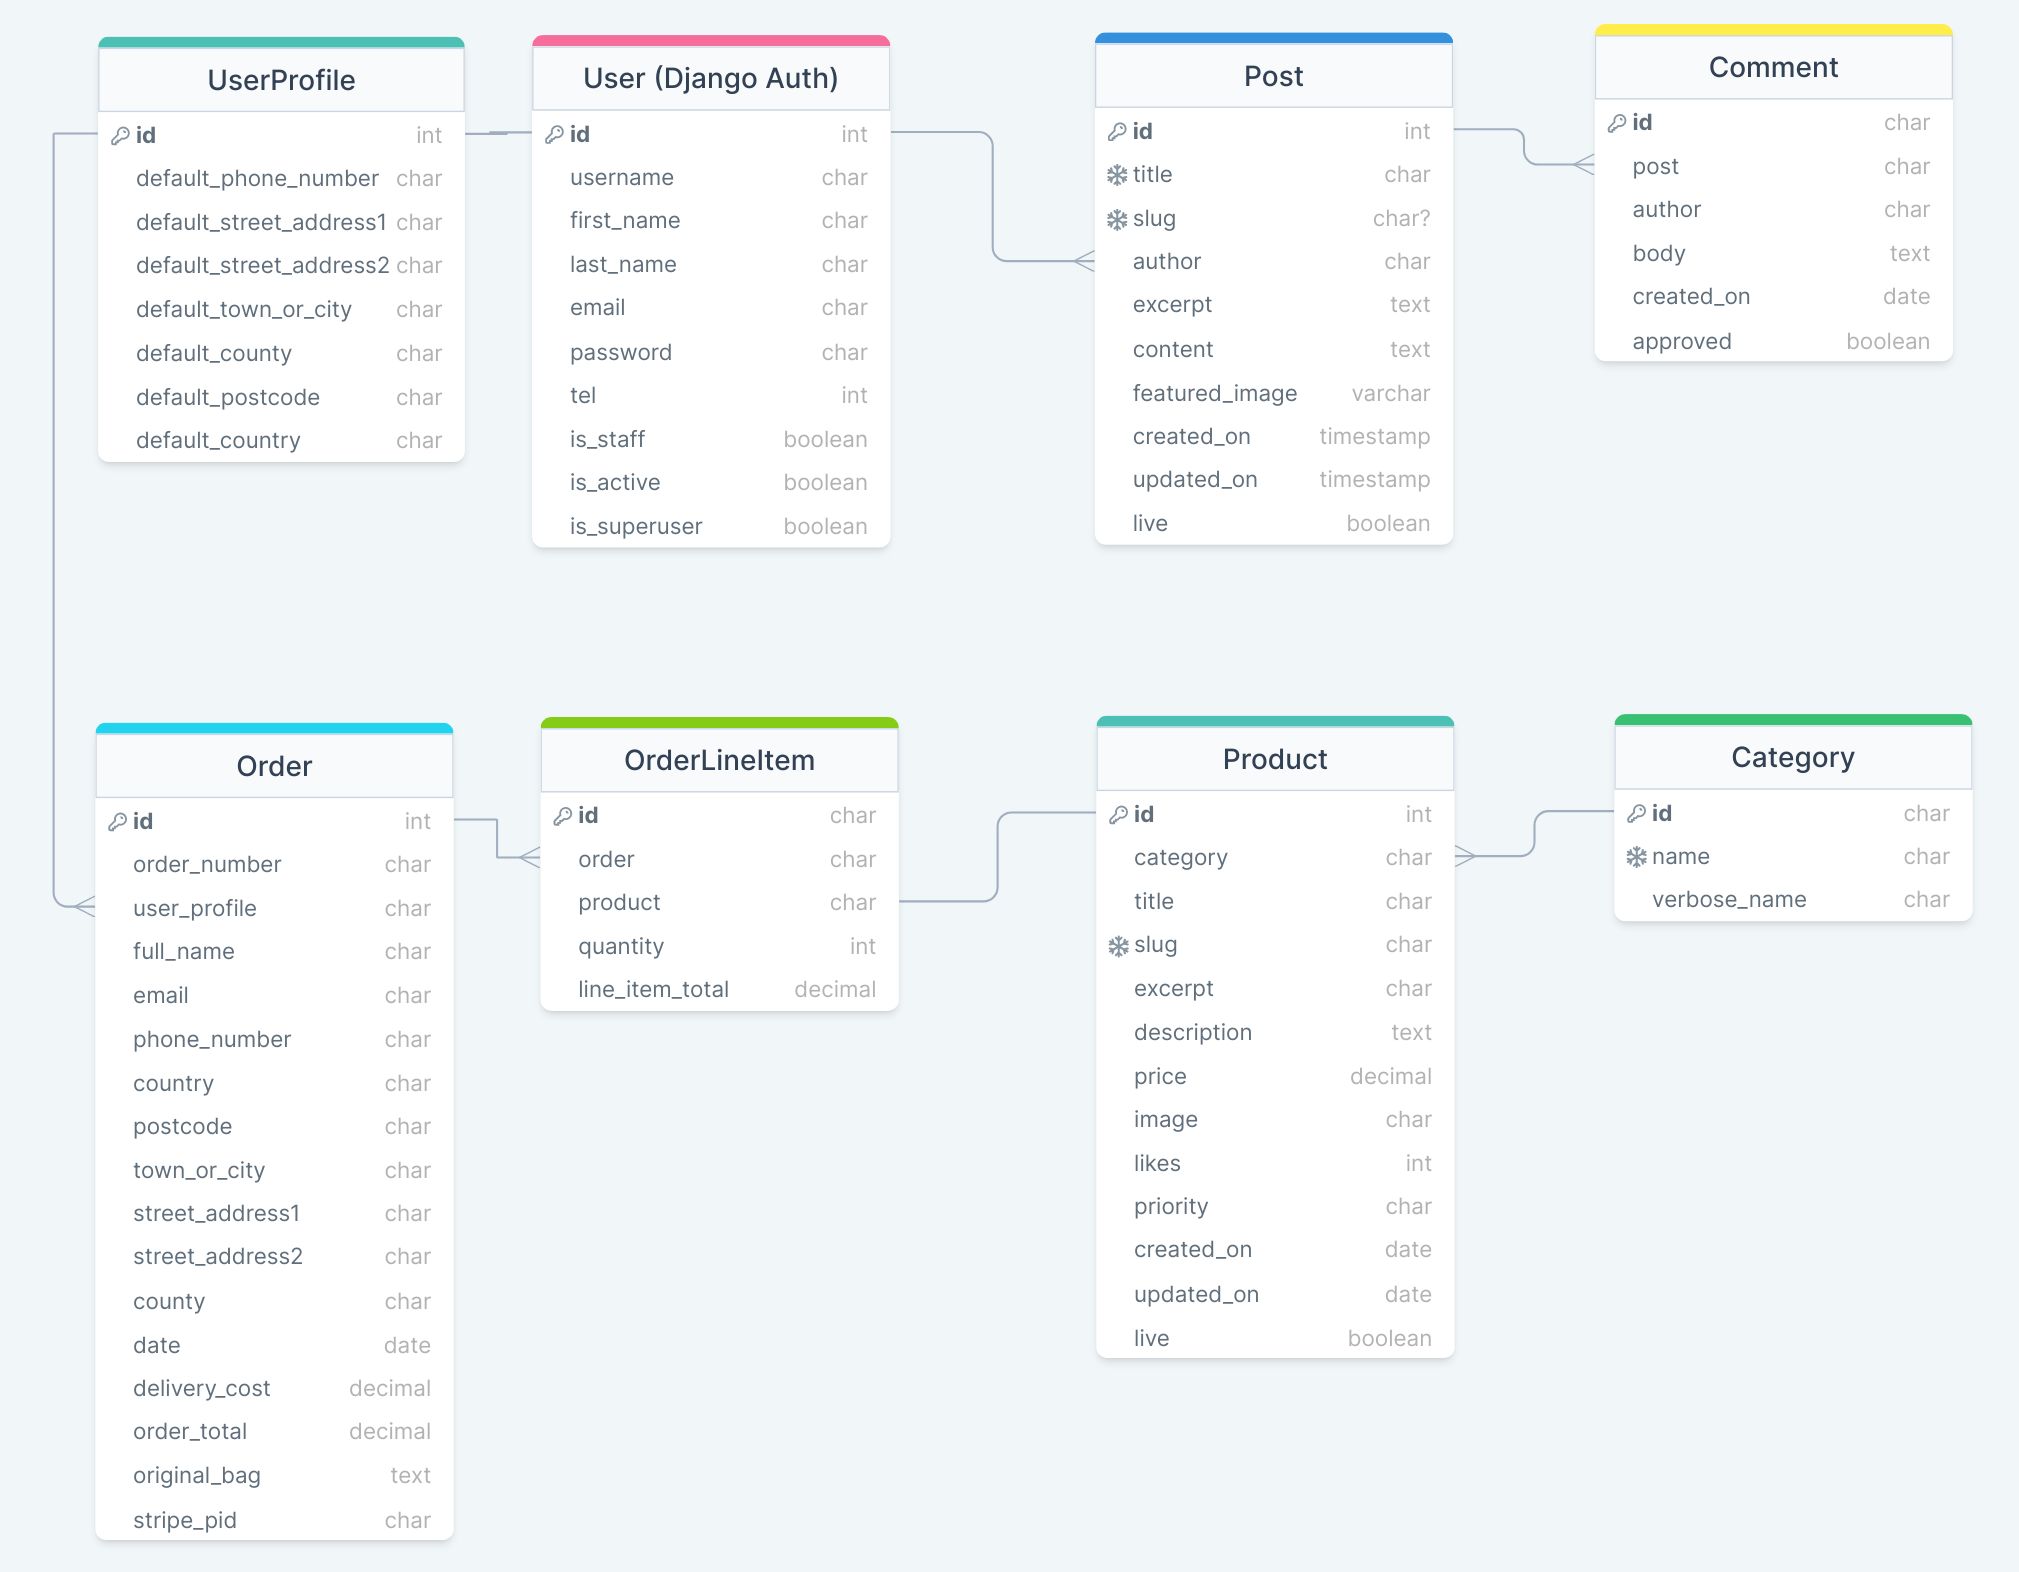 UserProfile
id int
default_phone_number char
default_street_address1 char
default_street_address2 char
default_town_or_city char
default_county char
default_postcode char
default_country char
User (Django Auth)
id int
username char
first_name char
last_name char
email char
password char
tel int
is_staff boolean
is_active boolean
is_superuser boolean
Post
id int
title char
slug char?
author char
excerpt text
content text
featured_image varchar
created_on timestamp
updated_on timestamp
live boolean
Comment
id char
post char
author char
body text
created_on date
approved boolean
Order
id int
order_number char
user_profile char
full_name char
email char
phone_number char
country char
postcode char
town_or_city char
street_address1 char
street_address2 char
county char
date date
delivery_cost decimal
order_total decimal
original_bag text
stripe_pid char
OrderLineItem
id char
order char
product char
quantity int
line_item_total decimal
Product
id int
category char
title char
slug char
excerpt char
description text
price decimal
image char
likes int
priority char
created_on date
updated_on date
live boolean
Category
id char
name char
verbose_name char